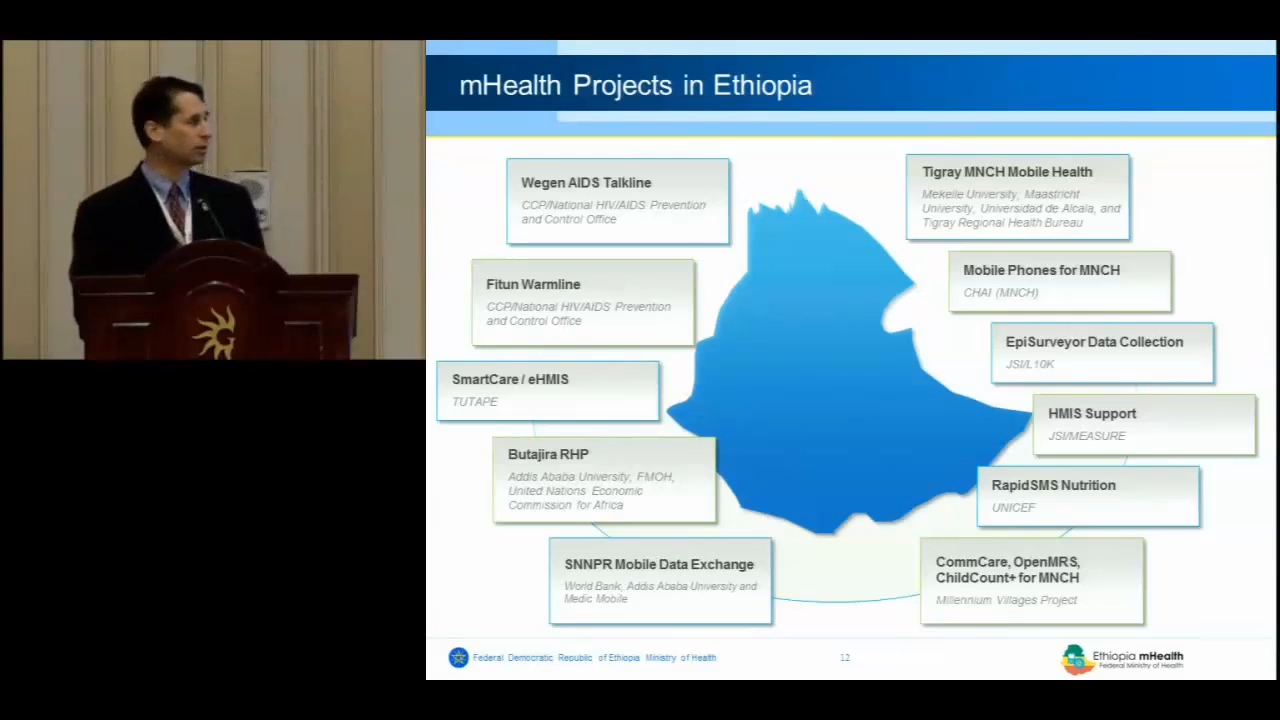 mHealth Projects in Ethiopia
Wegen AIDS Talkline
CCP/National HIV/AIDS Prevention
and Control Office
Fitun Warmline
CCP/National HIV/AIDS Prevention
and Control Office
SmartCare / eHMIS
TUTAPE
Butajira RHP
Addis Ababa University, FMOH,
United Nations Economic
Commission for Africa
SNNPR Mobile Data Exchange
World Bank, Addis Ababa University and
Medic Mobile
Tigray MNCH Mobile Health
Mekelle University, Maastricht
University, Universidad de Alcala, and
Tigray Regional Health Bureau
Mobile Phones for MNCH
CHAI (MNCH)
EpiSurveyor Data Collection
JSI/L10K
HMIS Support
JSI/MEASURE
RapidSMS Nutrition
UNICEF
CommCare, OpenMRS,
ChildCount+ for MNCH
Millennium Villages Project
Federal Democratic Republic of Ethiopia Ministry of Health
12
Ethiopia mHealth
Federal Ministry of Health